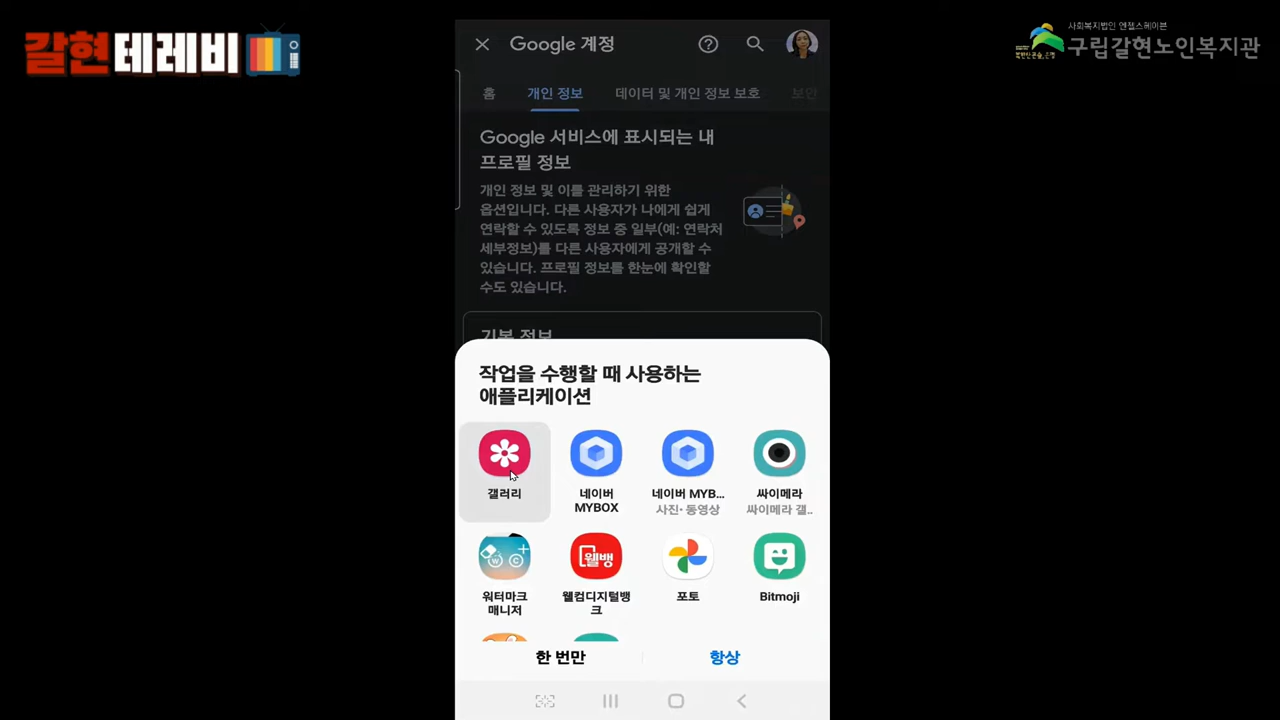 갈현테레비
사회복지법인 엔젤스헤이븐
북한산 큰숲, 은평
구립갈현노인복지관
Google 계정
홈 개인 정보 데이터 및 개인 정보 보호 보안
Google 서비스에 표시되는 내
프로필 정보
개인 정보 및 이를 관리하기 위한
옵션입니다. 다른 사용자가 나에게 쉽게
연락할 수 있도록 정보 중 일부(예: 연락처
세부정보)를 다른 사용자에게 공개할 수
있습니다. 프로필 정보를 한눈에 확인할
수도 있습니다.
기본 정보
작업을 수행할 때 사용하는
애플리케이션
갤러리 네이버 네이버 MYB... 싸이메라
MYBOX 사진· 동영상 싸이메라 갤..
웰뱅
워터마크 웰컴디지털뱅 포토 Bitmoji
매니저 크
한 번만 항상